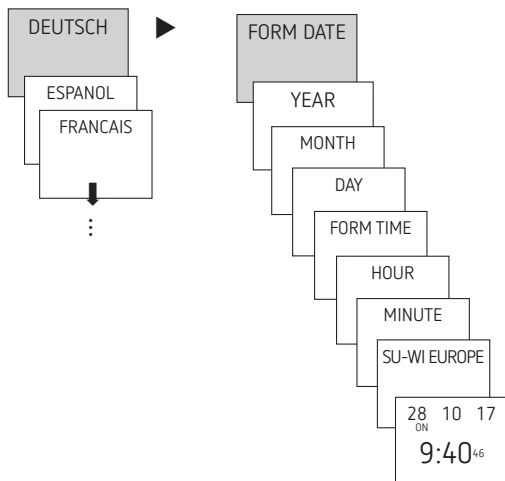 DEUTSCH
ESPANOL
FRANCAIS
FORM DATE
YEAR
MONTH
DAY
FORM TIME
HOUR
MINUTE
SU-WI EUROPE
28 10 17
ON
9:40 46